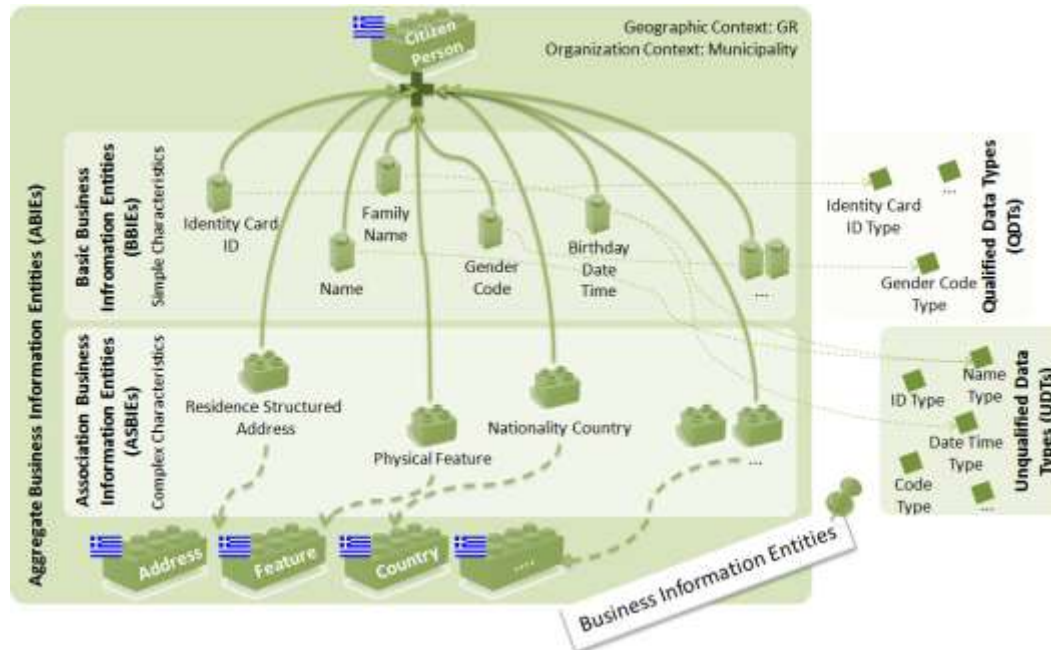 Citizen
Person
Geographic Context: GR
Organization Context: Municipality
Aggregate Business Information Entities (ABIEs)
Basic Business
Infromation Entities
(BBIEs)
Simple Characteristics
Identity Card
ID
Name
Family
Name
Gender
Code
Birthday
Date
Time
...
Identity Card
ID Type
...
Gender Code
Type
Qualified Data Types
(QDTs)
Association Business
Information Entities
(ASBIEs)
Complex Characteristics
Residence Structured
Address
Physical Feature
Nationality Country
...
Name
Type
ID Type
Date Time
Type
Code
Type
...
Unqualified Data
Types (UDTs)
Address
Feature
Country
....
Business Information Entities